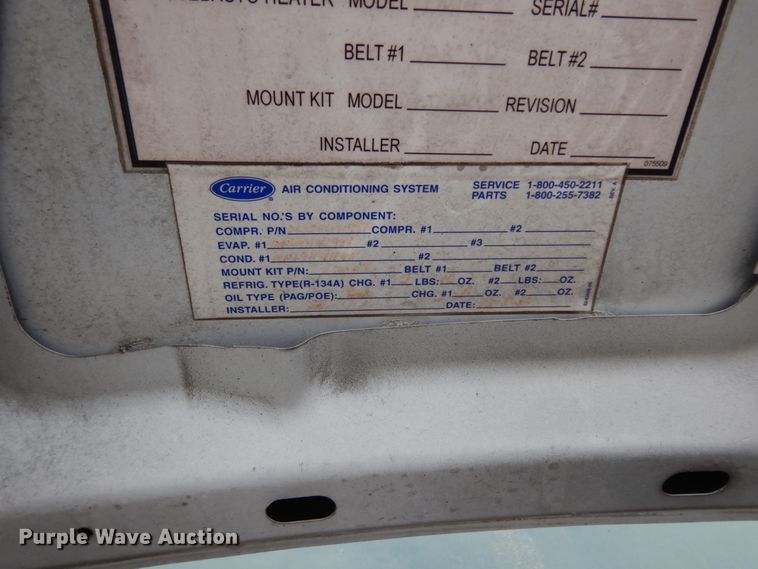 HEATER MODEL SERIAL#
BELT #1 BELT #2
MOUNT KIT MODEL REVISION
INSTALLER DATE
075609
Carrier AIR CONDITIONING SYSTEM SERVICE 1-800-450-2211
PARTS 1-800-255-7382
REV A
SERIAL NO.'S BY COMPONENT:
COMPR. P/N COMPR. #1 #2
EVAP. #1 #2 #3
COND. #1 #2
MOUNT KIT P/N: BELT #1 BELT #2
REFRIG. TYPE(R-134A) CHG. #1 LBS: OZ. #2 LBS: OZ.
OIL TYPE (PAG/POE): CHG. #1 OZ. #2 OZ.
INSTALLER: DATE:
Purple Wave Auction